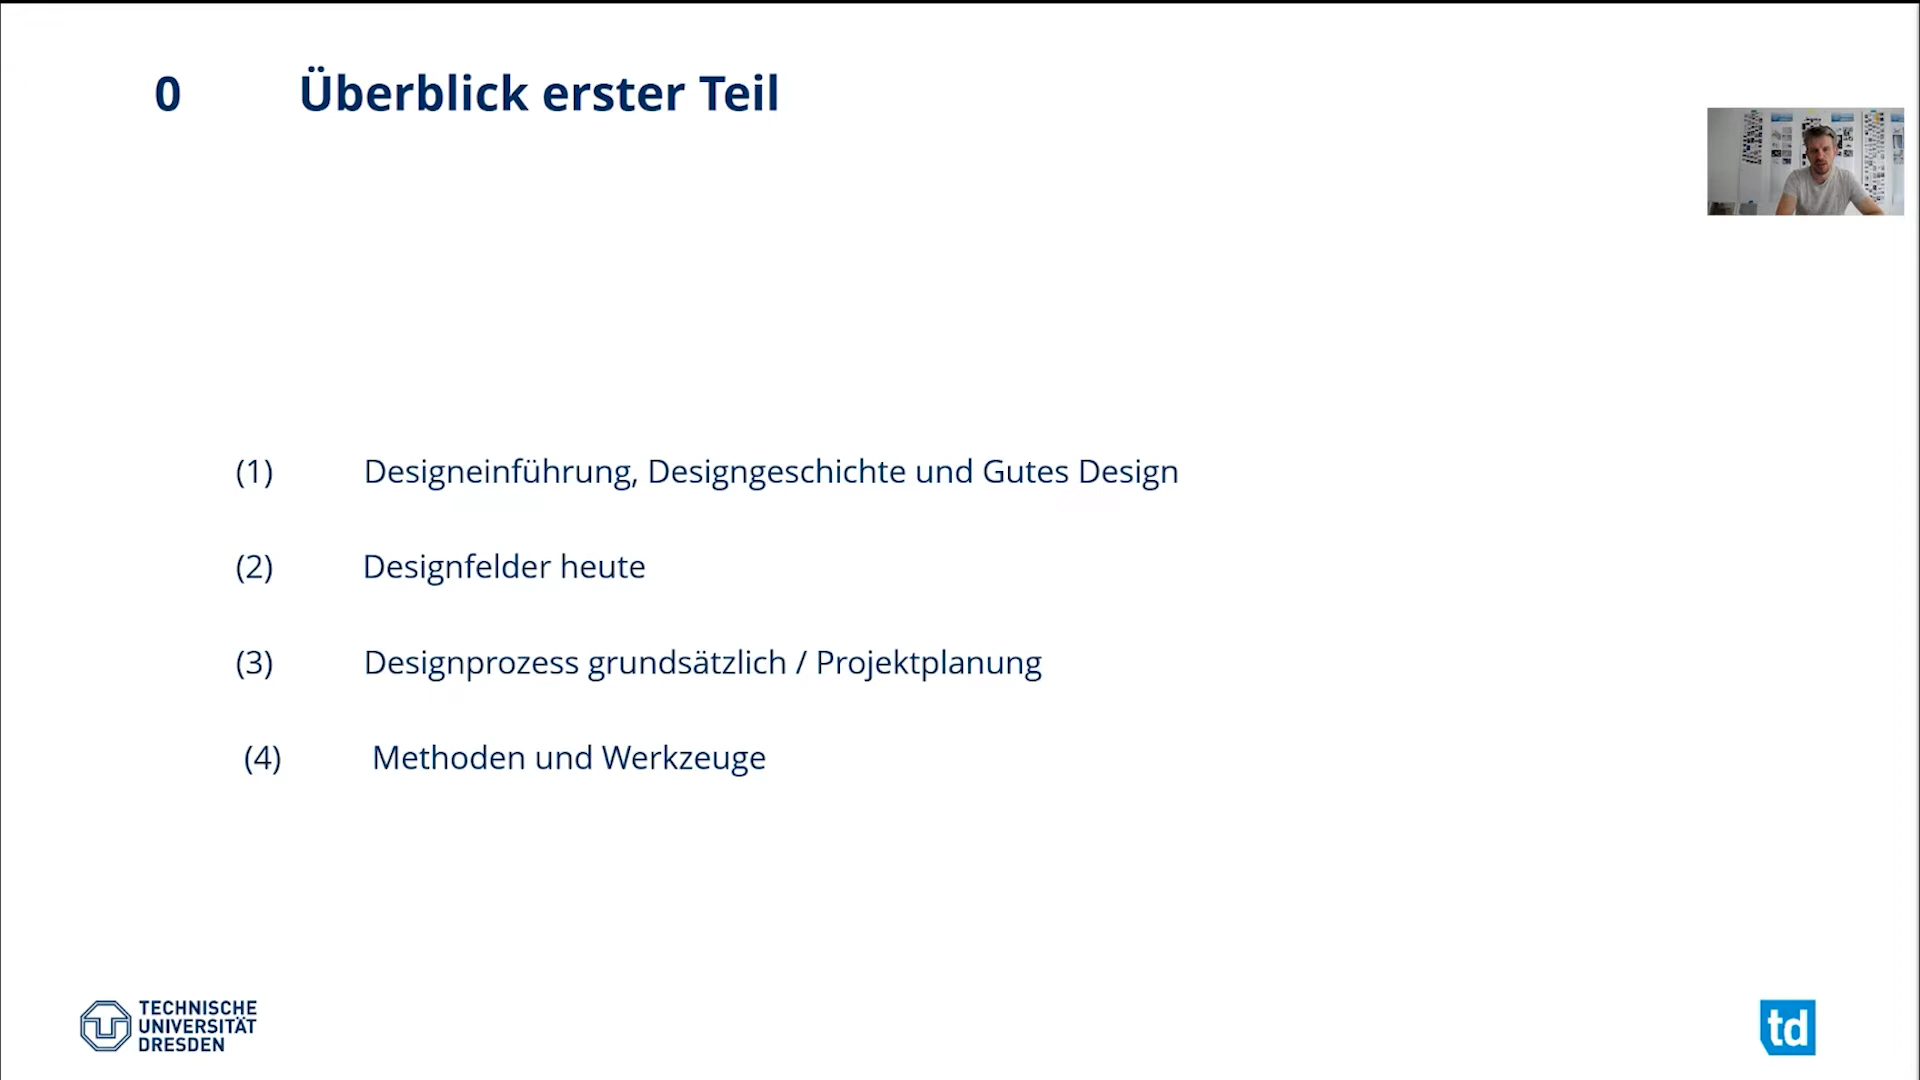 0 Überblick erster Teil
(1) Designeinführung, Designgeschichte und Gutes Design
(2) Designfelder heute
(3) Designprozess grundsätzlich / Projektplanung
(4) Methoden und Werkzeuge
TECHNISCHE
UNIVERSITÄT
DRESDEN
td